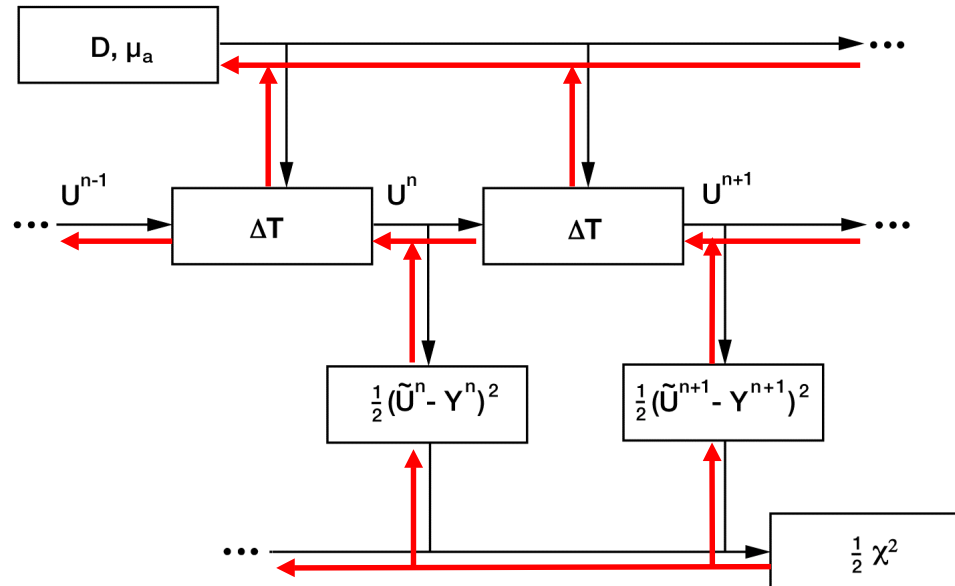 D, μₐ
•••
Uⁿ⁻¹
Uⁿ
Uⁿ⁺¹
•••
ΔT
ΔT
•••
½(Ũⁿ - Yⁿ)²
½(Ũⁿ⁺¹ - Yⁿ⁺¹)²
•••
½ χ²